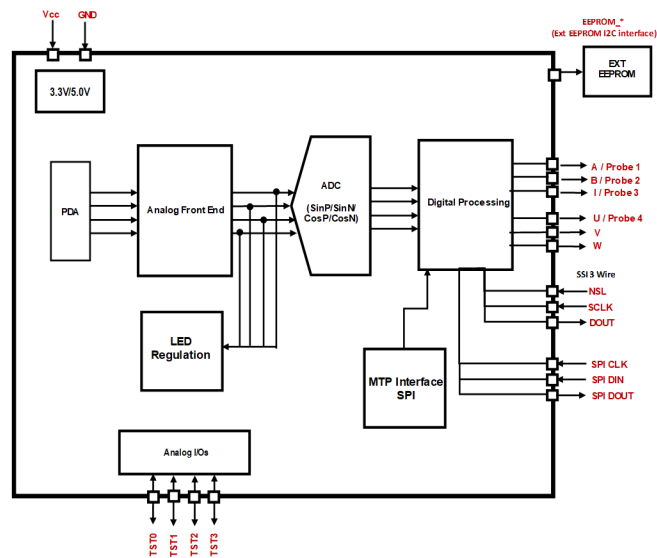 Vcc
GND
EEPROM_*
(Ext EEPROM I2C interface)
EXT
EEPROM
3.3V/5.0V
PDA
Analog Front End
ADC
(SinP/SinN/
CosP/CosN)
Digital Processing
A / Probe 1
B / Probe 2
I / Probe 3
U / Probe 4
V
W
SSI 3 Wire
NSL
SCLK
DOUT
LED
Regulation
MTP Interface
SPI
SPI CLK
SPI DIN
SPI DOUT
Analog I/Os
TST0
TST1
TST2
TST3